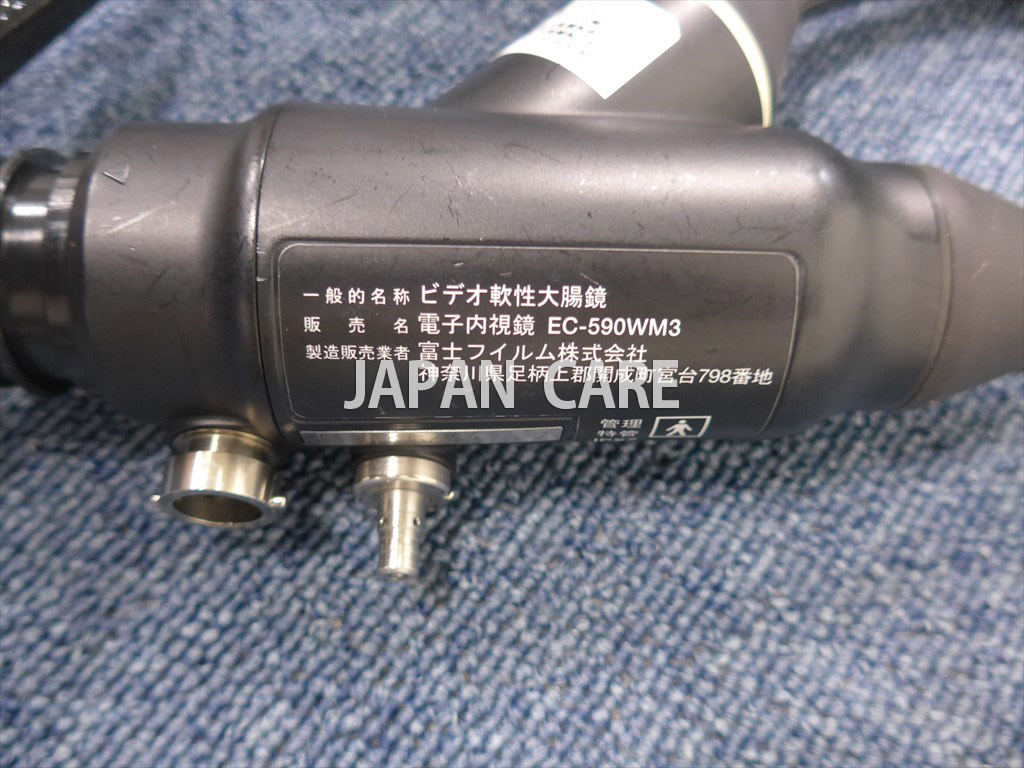 一般的名称 ビデオ軟性大腸鏡
販売名 電子内視鏡 EC-590WM3
製造販売業者 富士フイルム株式会社
神奈川県足柄上郡開成町宮台798番地
JAPAN CARE
管理
特管